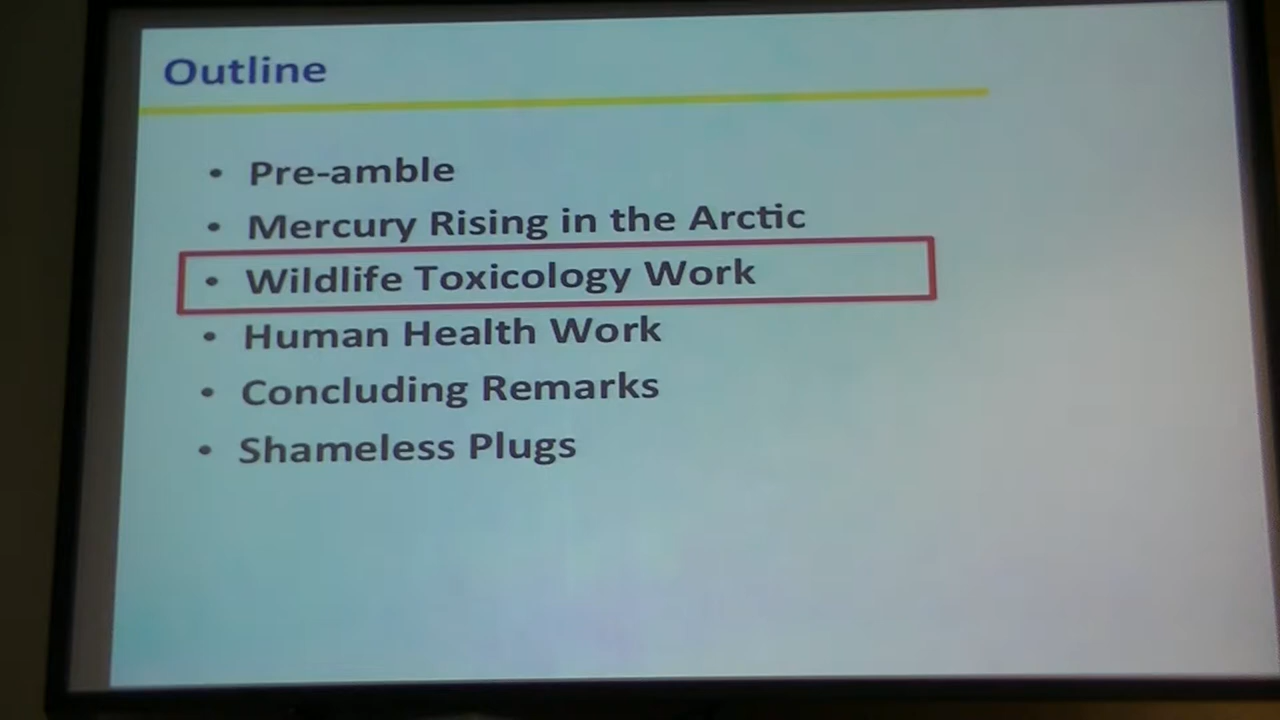 Outline
• Pre-amble
• Mercury Rising in the Arctic
• Wildlife Toxicology Work
• Human Health Work
• Concluding Remarks
• Shameless Plugs